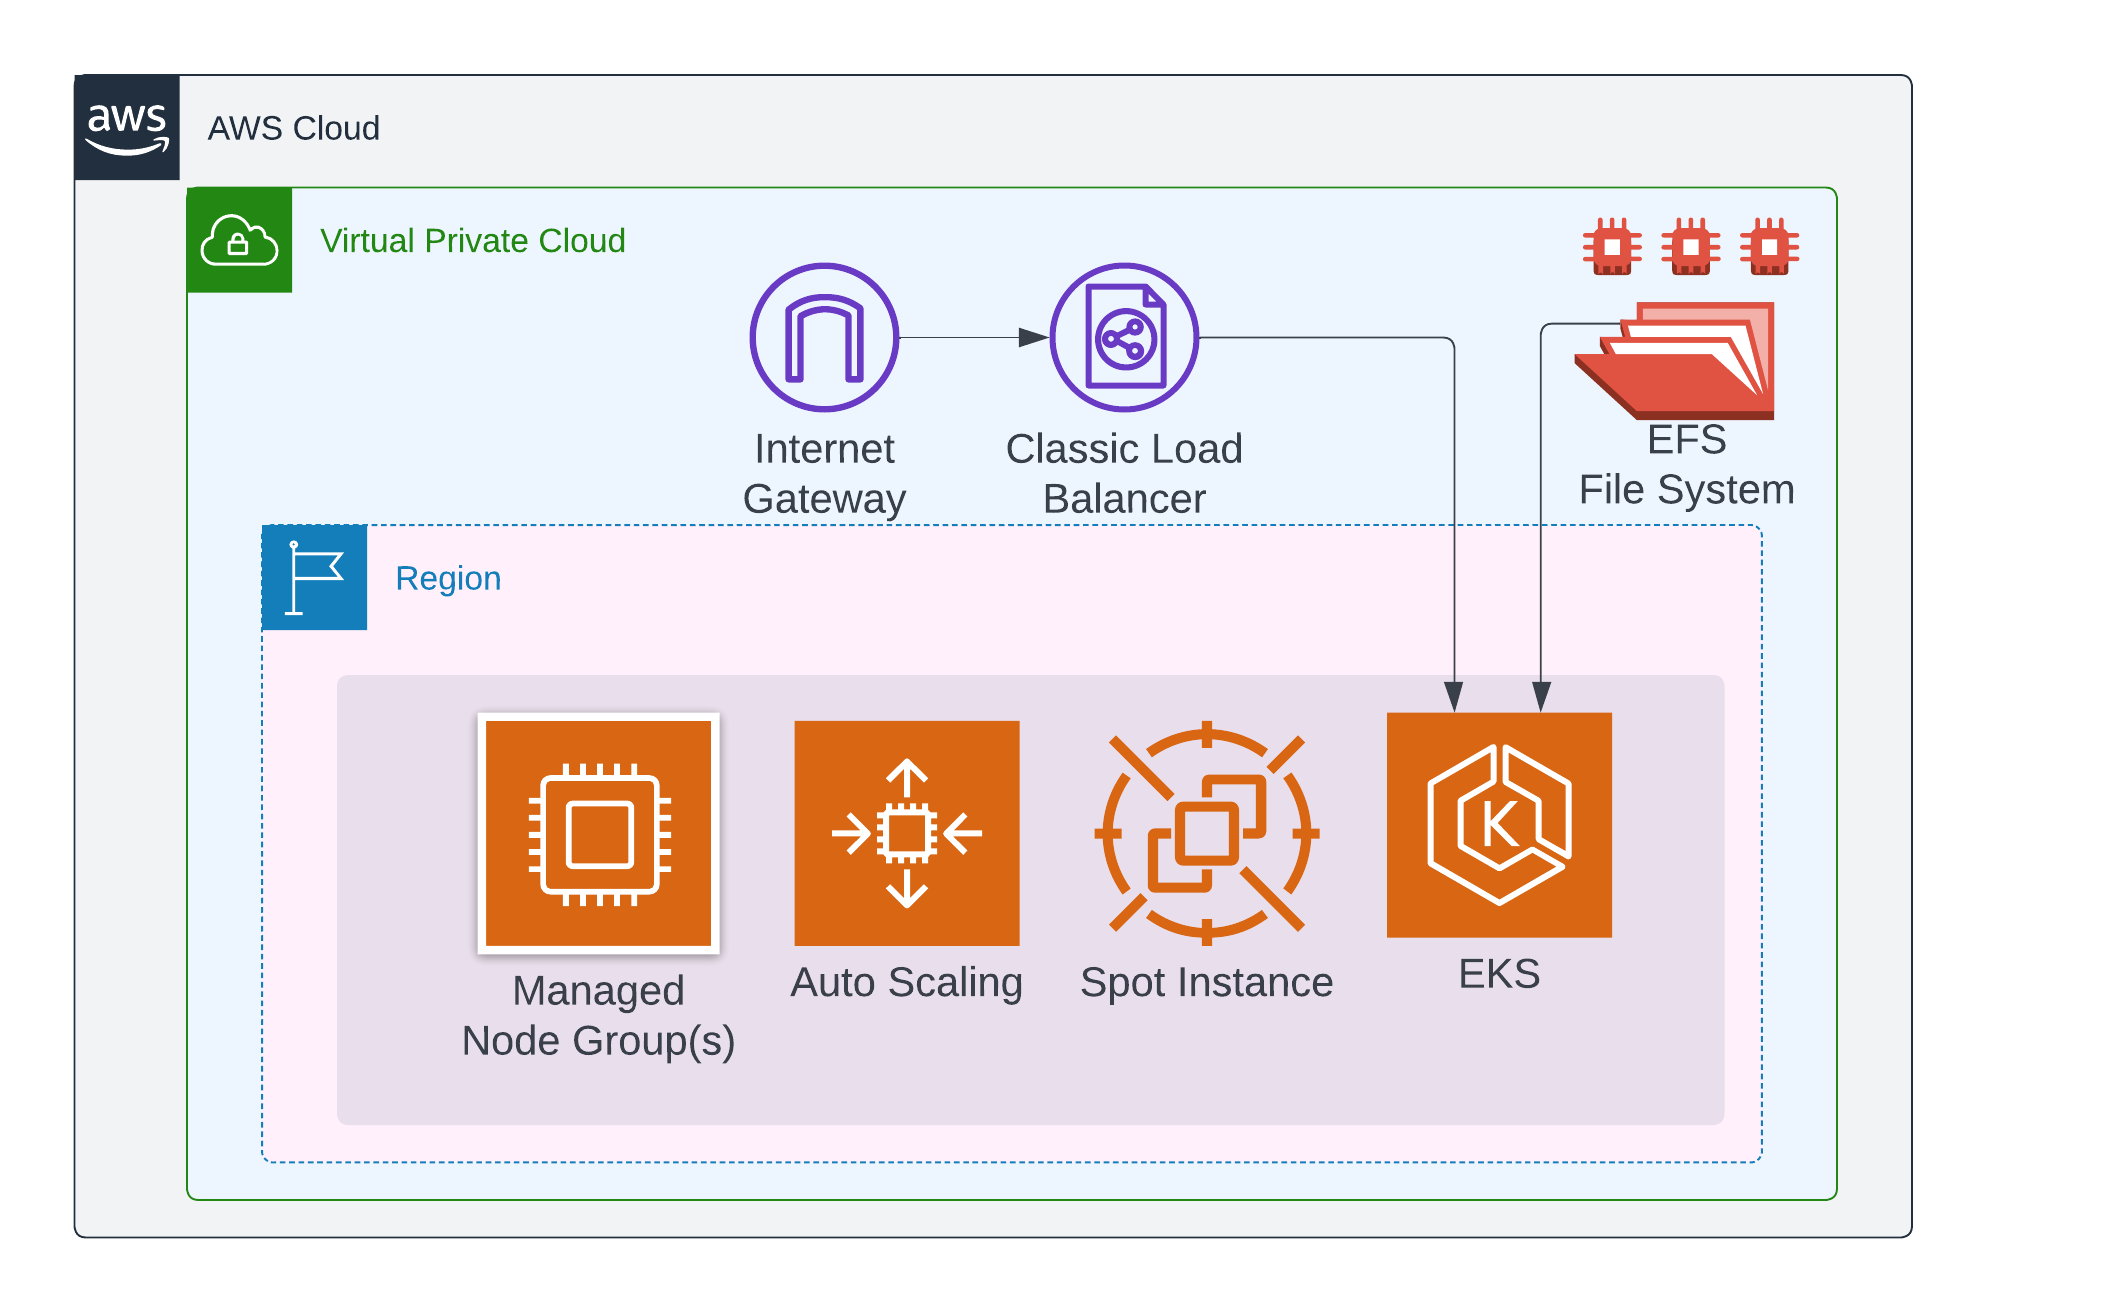 aws
AWS Cloud
Virtual Private Cloud
Internet
Gateway
Classic Load
Balancer
EFS
File System
Region
Managed
Node Group(s)
Auto Scaling
Spot Instance
K
EKS